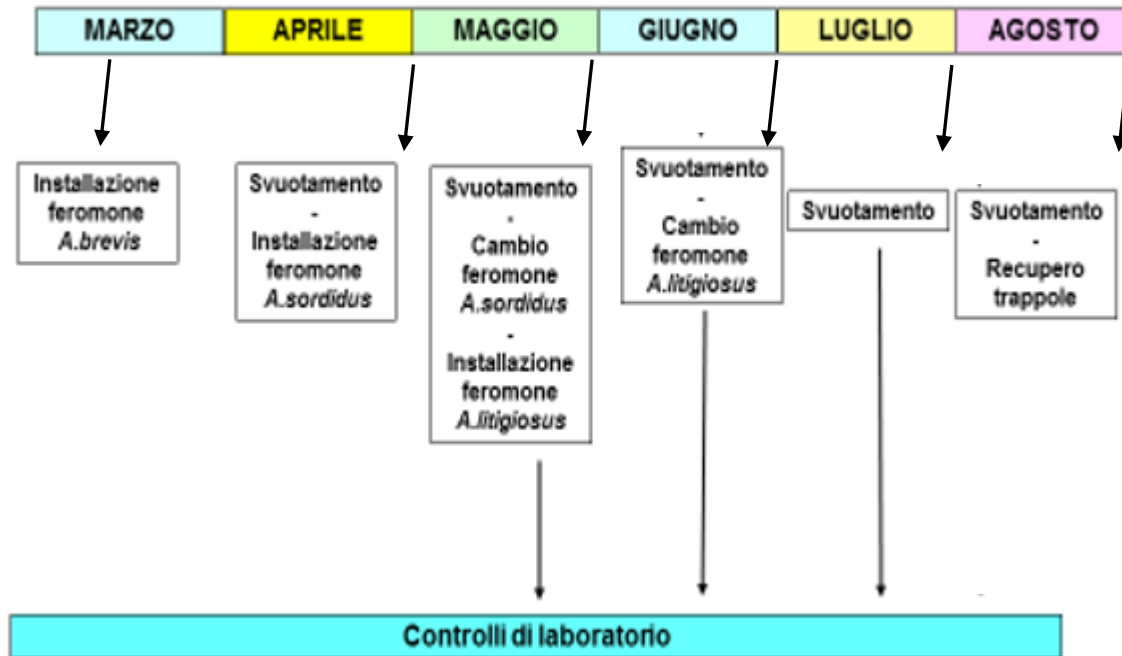 MARZO APRILE MAGGIO GIUGNO LUGLIO AGOSTO
Installazione
feromone
A.brevis
Svuotamento
-
Installazione
feromone
A.sordidus
Svuotamento
-
Cambio
feromone
A.sordidus
-
Installazione
feromone
A.litigiosus
Svuotamento
-
Cambio
feromone
A.litigiosus
Svuotamento
Svuotamento
-
Recupero
trappole
Controlli di laboratorio